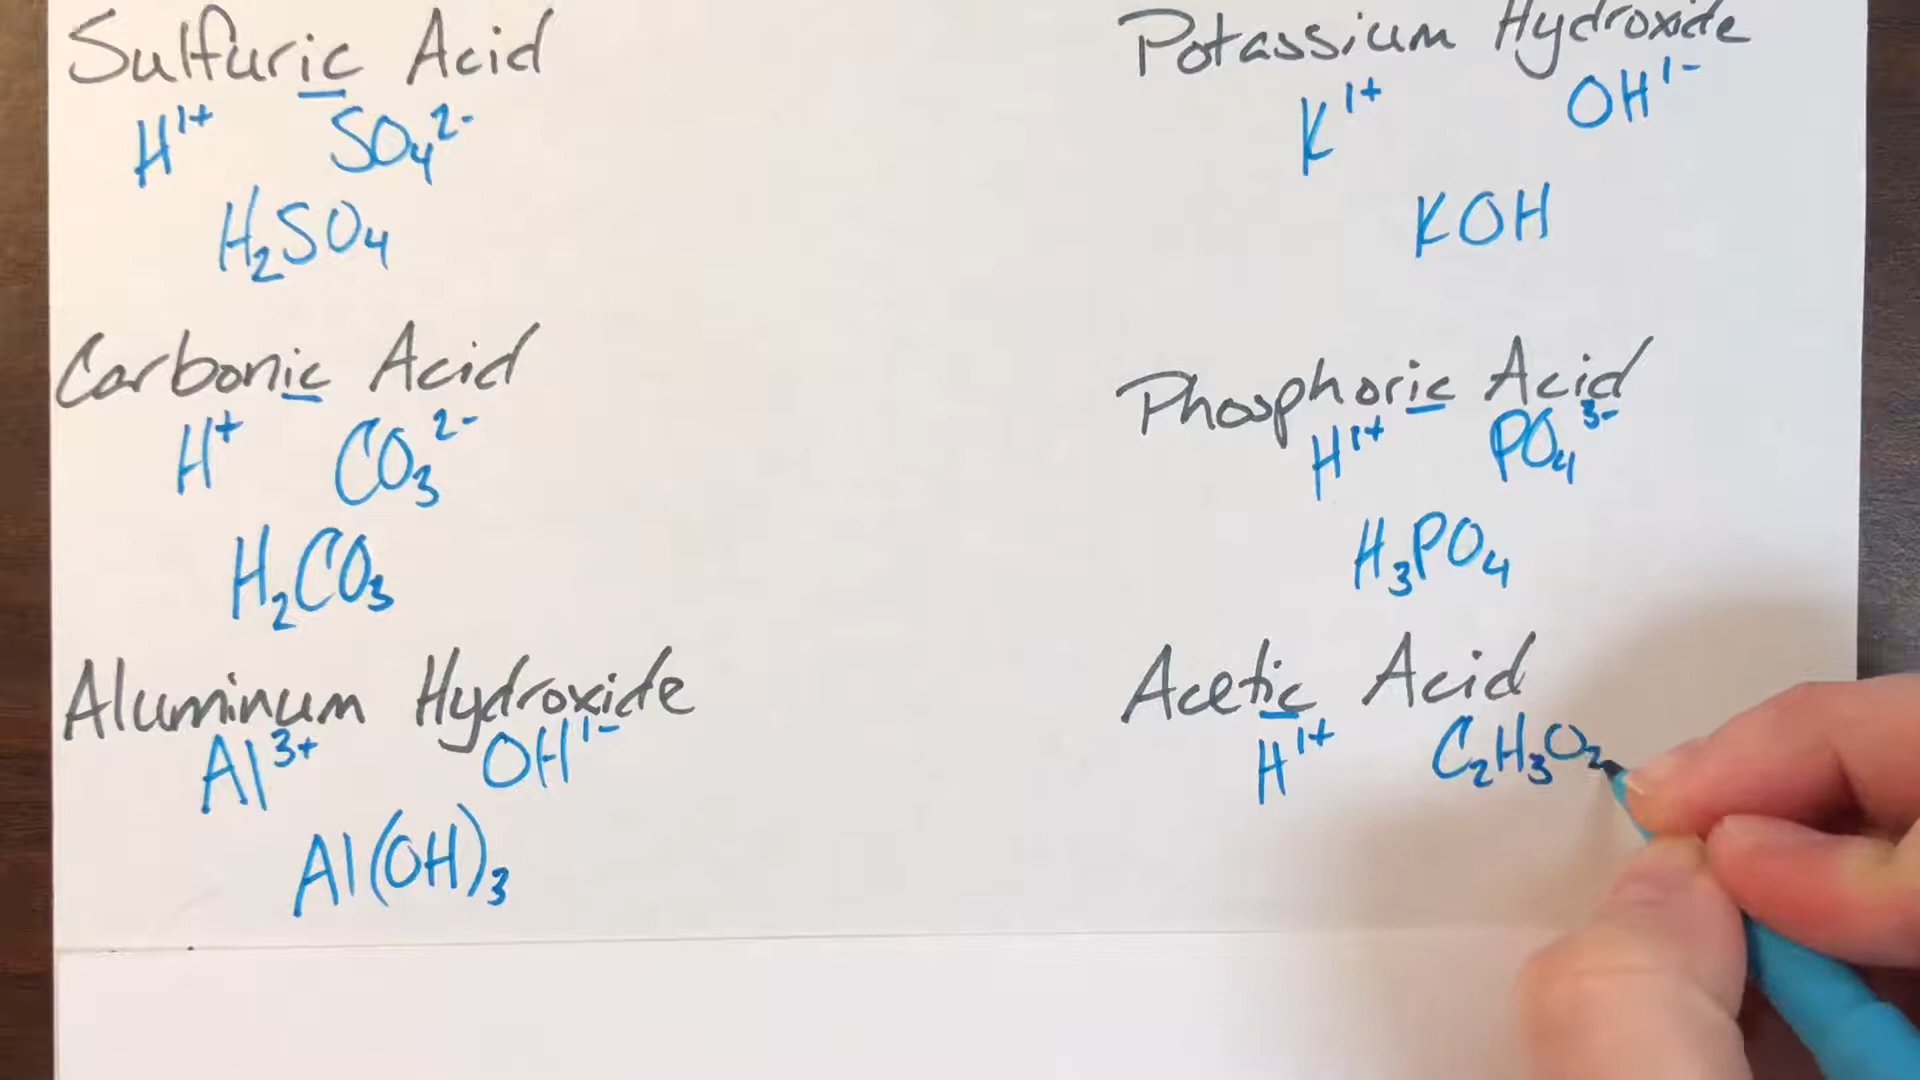 Sulfuric Acid
H¹⁺ SO₄²⁻
H₂SO₄
Carbonic Acid
H⁺ CO₃²⁻
H₂CO₃
Aluminum Hydroxide
Al³⁺ OH¹⁻
Al(OH)₃
Potassium Hydroxide
K¹⁺ OH¹⁻
KOH
Phosphoric Acid
H¹⁺ PO₄³⁻
H₃PO₄
Acetic Acid
H¹⁺ C₂H₃O₂